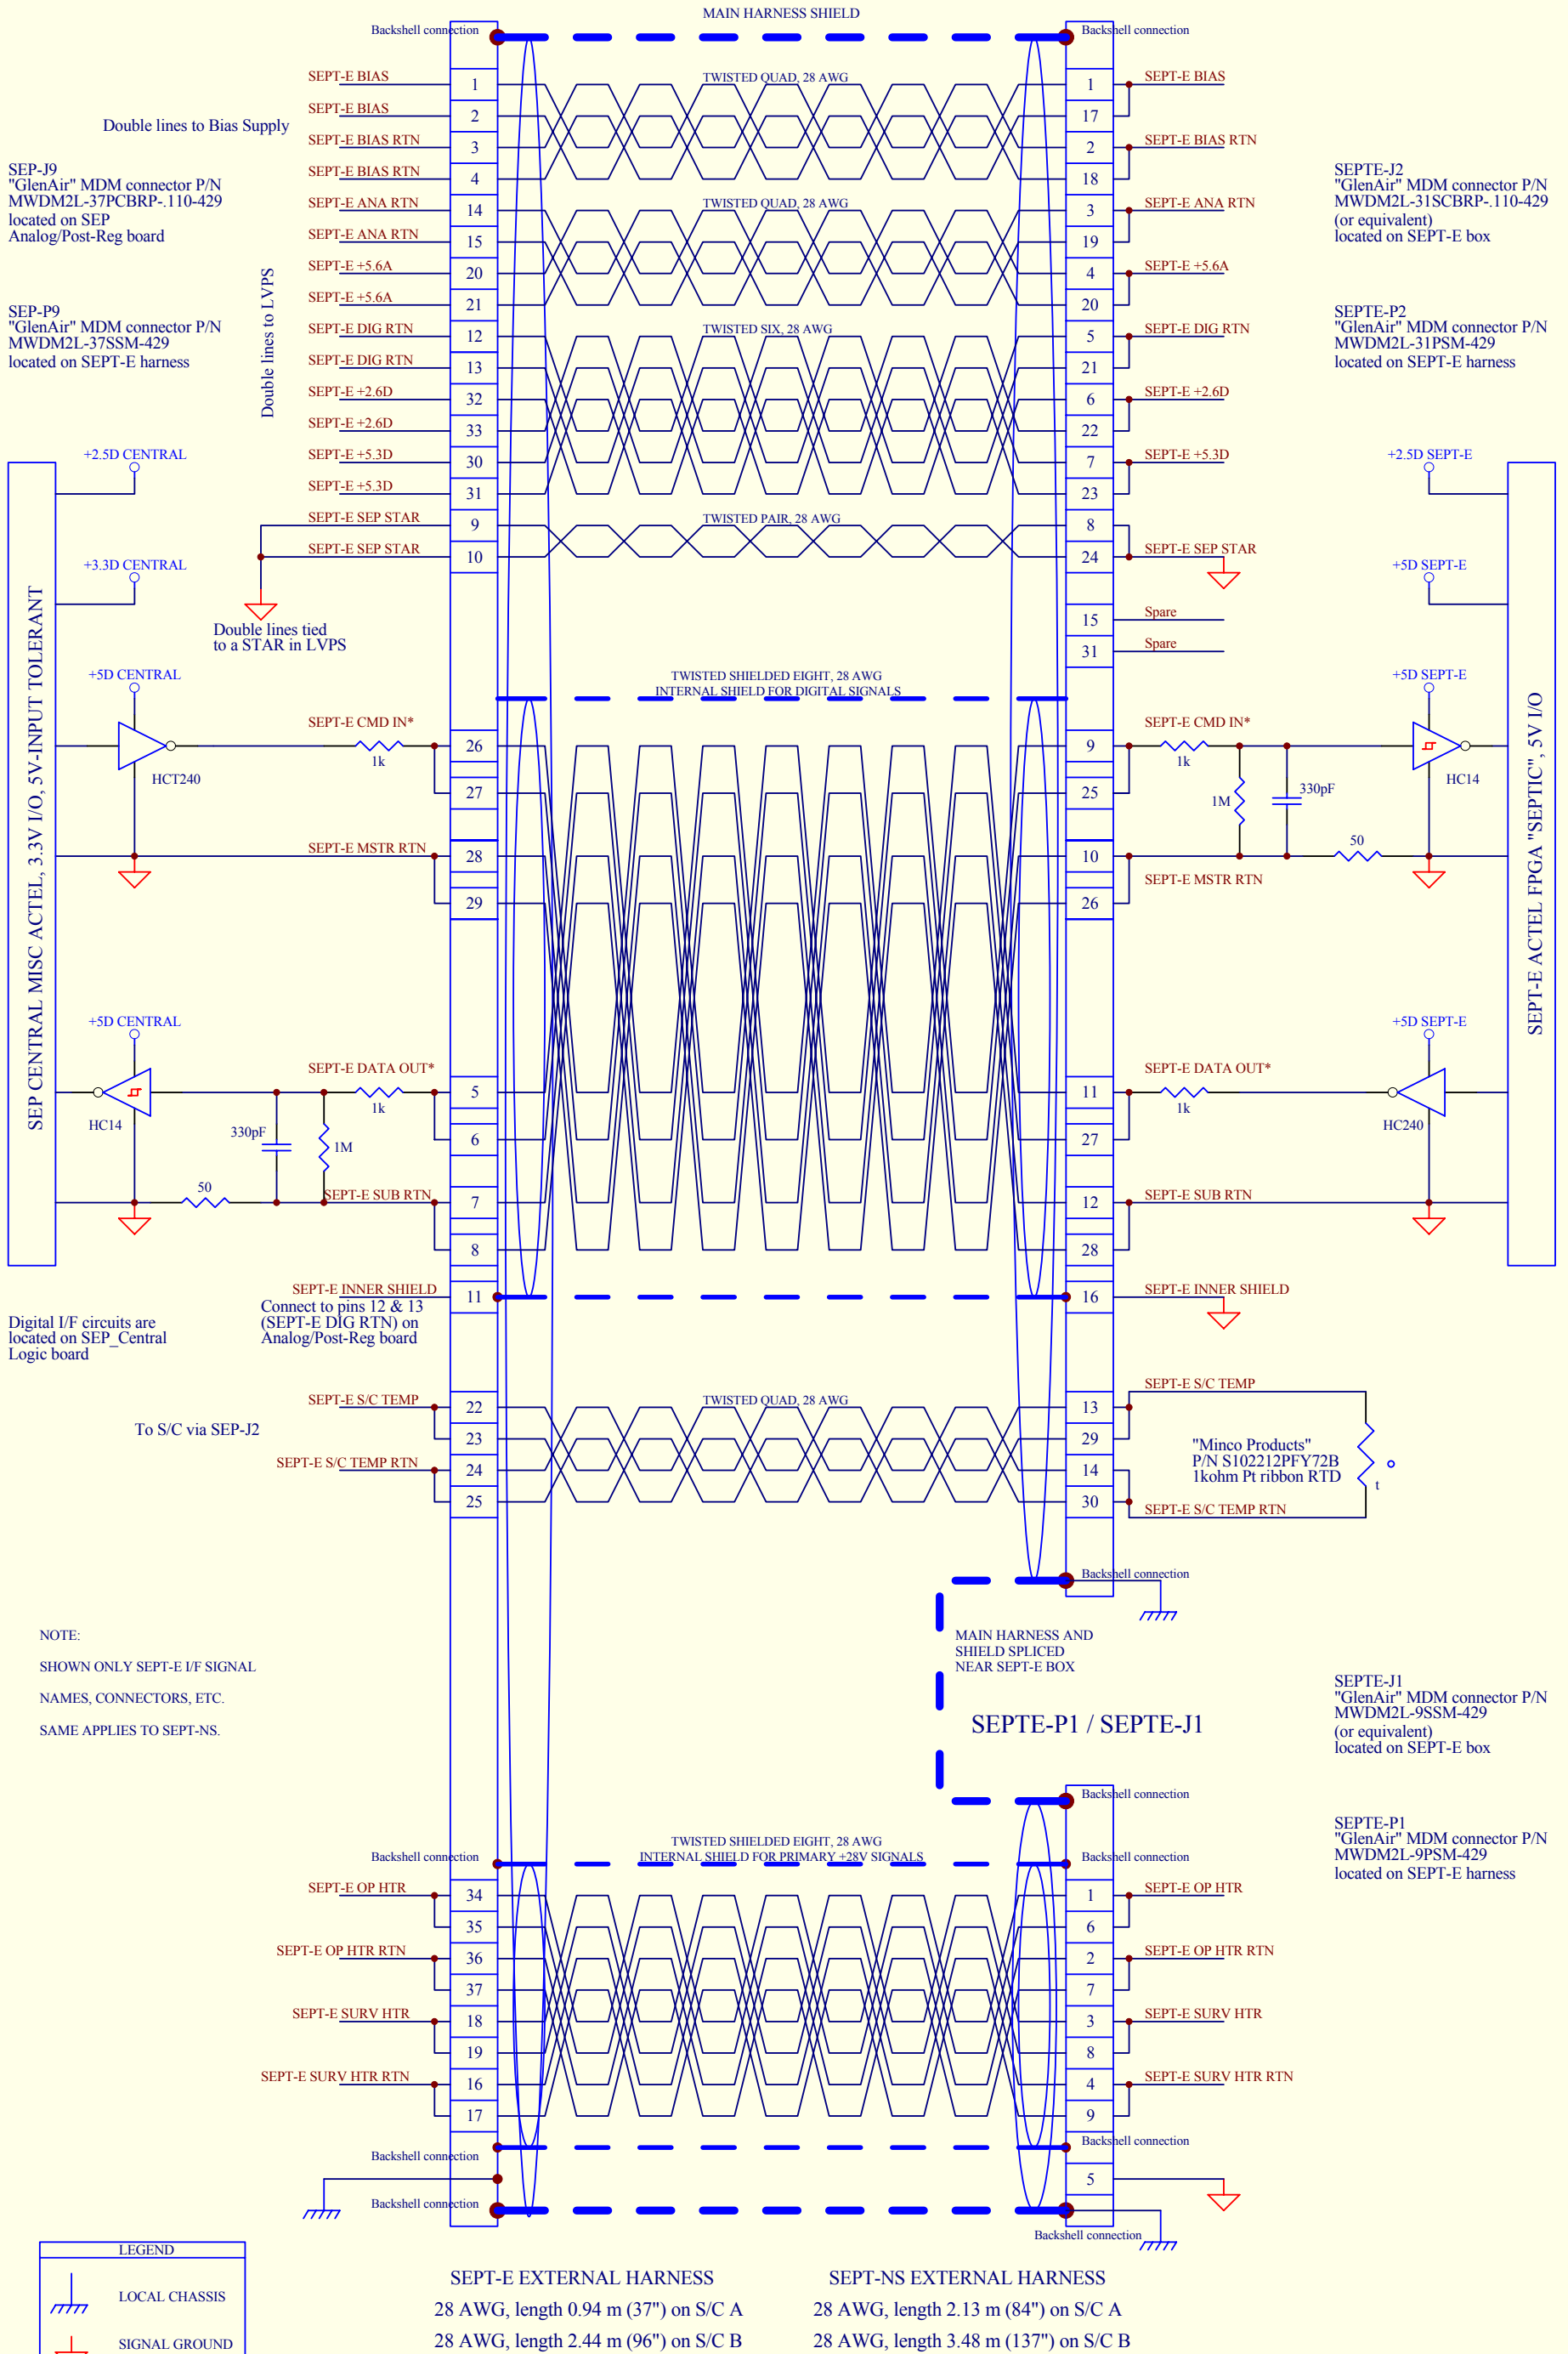 MAIN HARNESS SHIELD
Backshell connection
Backshell connection
SEPT-E BIAS
1
TWISTED QUAD, 28 AWG
1
SEPT-E BIAS
SEPT-E BIAS
2
17
Double lines to Bias Supply
SEPT-E BIAS RTN
3
2
SEPT-E BIAS RTN
SEPT-E BIAS RTN
4
18
SEP-J9
"GlenAir" MDM connector P/N
MWDM2L-37PCBRP-.110-429
located on SEP
Analog/Post-Reg board
SEPTE-J2
"GlenAir" MDM connector P/N
MWDM2L-31SCBRP-.110-429
(or equivalent)
located on SEPT-E box
SEPT-E ANA RTN
14
TWISTED QUAD, 28 AWG
3
SEPT-E ANA RTN
SEPT-E ANA RTN
15
19
SEPT-E +5.6A
20
4
SEPT-E +5.6A
SEPT-E +5.6A
21
20
Double lines to LVPS
SEP-P9
"GlenAir" MDM connector P/N
MWDM2L-37SSM-429
located on SEPT-E harness
SEPTE-P2
"GlenAir" MDM connector P/N
MWDM2L-31PSM-429
located on SEPT-E harness
SEPT-E DIG RTN
12
TWISTED SIX, 28 AWG
5
SEPT-E DIG RTN
SEPT-E DIG RTN
13
21
SEPT-E +2.6D
32
6
SEPT-E +2.6D
SEPT-E +2.6D
33
22
SEPT-E +5.3D
30
7
SEPT-E +5.3D
SEPT-E +5.3D
31
23
SEPT-E SEP STAR
9
TWISTED PAIR, 28 AWG
8
SEPT-E SEP STAR
10
24
SEPT-E SEP STAR
+2.5D CENTRAL
+2.5D SEPT-E
+3.3D CENTRAL
+5D SEPT-E
Double lines tied
to a STAR in LVPS
15
Spare
31
Spare
SEP CENTRAL MISC ACTEL, 3.3V I/O, 5V-INPUT TOLERANT
SEPT-E ACTEL FPGA "SEPTIC", 5V I/O
+5D CENTRAL
TWISTED SHIELDED EIGHT, 28 AWG
INTERNAL SHIELD FOR DIGITAL SIGNALS
+5D SEPT-E
SEPT-E CMD IN*
26
9
SEPT-E CMD IN*
HCT240
1k
1k
HC14
27
25
1M
330pF
SEPT-E MSTR RTN
28
10
50
SEPT-E MSTR RTN
29
26
+5D CENTRAL
+5D SEPT-E
SEPT-E DATA OUT*
5
11
SEPT-E DATA OUT*
HC14
1k
1k
HC240
330pF
1M
6
27
50
SEPT-E SUB RTN
7
12
SEPT-E SUB RTN
8
28
SEPT-E INNER SHIELD
11
16
SEPT-E INNER SHIELD
Connect to pins 12 & 13
(SEPT-E DIG RTN) on
Analog/Post-Reg board
Digital I/F circuits are
located on SEP_Central
Logic board
SEPT-E S/C TEMP
22
TWISTED QUAD, 28 AWG
13
SEPT-E S/C TEMP
To S/C via SEP-J2
23
29
SEPT-E S/C TEMP RTN
24
14
25
30
SEPT-E S/C TEMP RTN
"Minco Products"
P/N S102212PFY72B
1kohm Pt ribbon RTD
t
Backshell connection
NOTE:
SHOWN ONLY SEPT-E I/F SIGNAL
NAMES, CONNECTORS, ETC.
SAME APPLIES TO SEPT-NS.
MAIN HARNESS AND
SHIELD SPLICED
NEAR SEPT-E BOX
SEPTE-P1 / SEPTE-J1
SEPTE-J1
"GlenAir" MDM connector P/N
MWDM2L-9SSM-429
(or equivalent)
located on SEPT-E box
Backshell connection
SEPTE-P1
"GlenAir" MDM connector P/N
MWDM2L-9PSM-429
located on SEPT-E harness
TWISTED SHIELDED EIGHT, 28 AWG
INTERNAL SHIELD FOR PRIMARY +28V SIGNALS
Backshell connection
Backshell connection
SEPT-E OP HTR
34
1
SEPT-E OP HTR
35
6
SEPT-E OP HTR RTN
36
2
SEPT-E OP HTR RTN
37
7
SEPT-E SURV HTR
18
3
SEPT-E SURV HTR
19
8
SEPT-E SURV HTR RTN
16
4
SEPT-E SURV HTR RTN
17
9
Backshell connection
Backshell connection
5
Backshell connection
Backshell connection
LEGEND
LOCAL CHASSIS
SIGNAL GROUND
SEPT-E EXTERNAL HARNESS
28 AWG, length 0.94 m (37") on S/C A
28 AWG, length 2.44 m (96") on S/C B
SEPT-NS EXTERNAL HARNESS
28 AWG, length 2.13 m (84") on S/C A
28 AWG, length 3.48 m (137") on S/C B